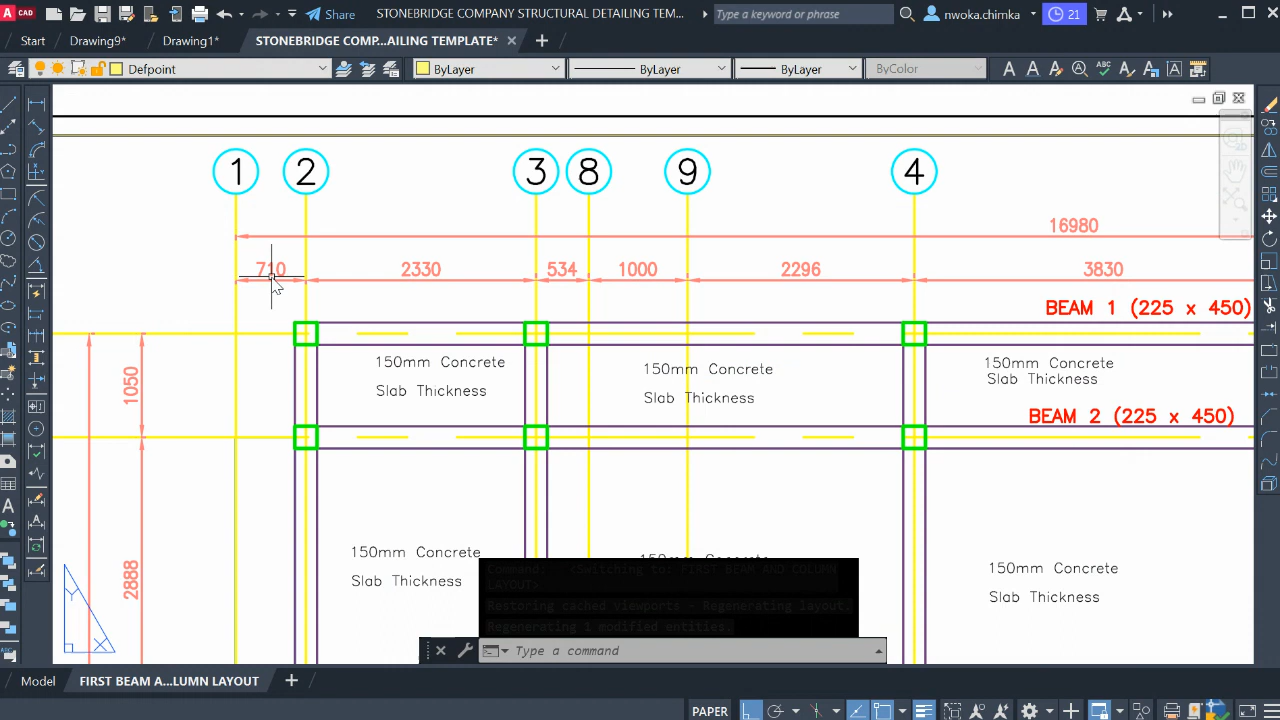 A CAD
Share
STONEBRIDGE COMPANY STRUCTURAL DETAILING TEM...
Type a keyword or phrase
nwoka.chimka
21
Start
Drawing9*
Drawing1*
STONEBRIDGE COMP...AILING TEMPLATE*
Defpoint
ByLayer
ByLayer
ByLayer
ByColor
1
2
3
8
9
4
16980
710
2330
534
1000
2296
3830
BEAM 1 (225 x 450)
1050
150mm Concrete
Slab Thickness
150mm Concrete
Slab Thickness
150mm Concrete
Slab Thickness
BEAM 2 (225 x 450)
2888
150mm Concrete
Slab Thickness
150mm Concrete
150mm Concrete
Slab Thickness
Y
X
Command: <Switching to: FIRST BEAM AND COLUMN
LAYOUT>
Restoring cached viewports - Regenerating layout.
Regenerating 1 modified entities.
Type a command
Model
FIRST BEAM A...LUMN LAYOUT
PAPER